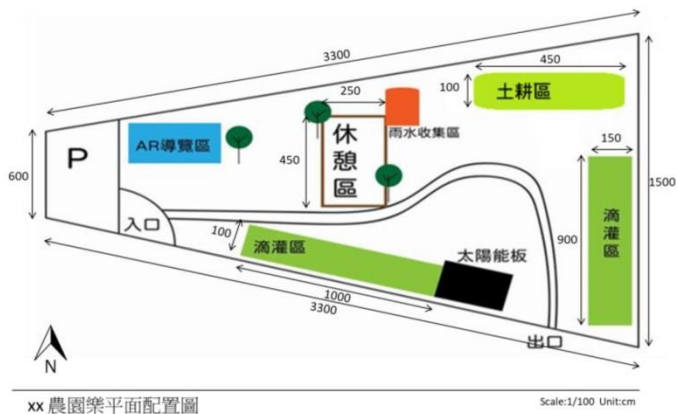 3300
450
100
土耕區
250
雨水收集區
150
AR導覽區
P
600
450
休
憩
區
1500
入口
100
滴灌區
太陽能板
900
滴
灌
區
1000
3300
出口
N
xx 農園樂平面配置圖
Scale:1/100 Unit:cm